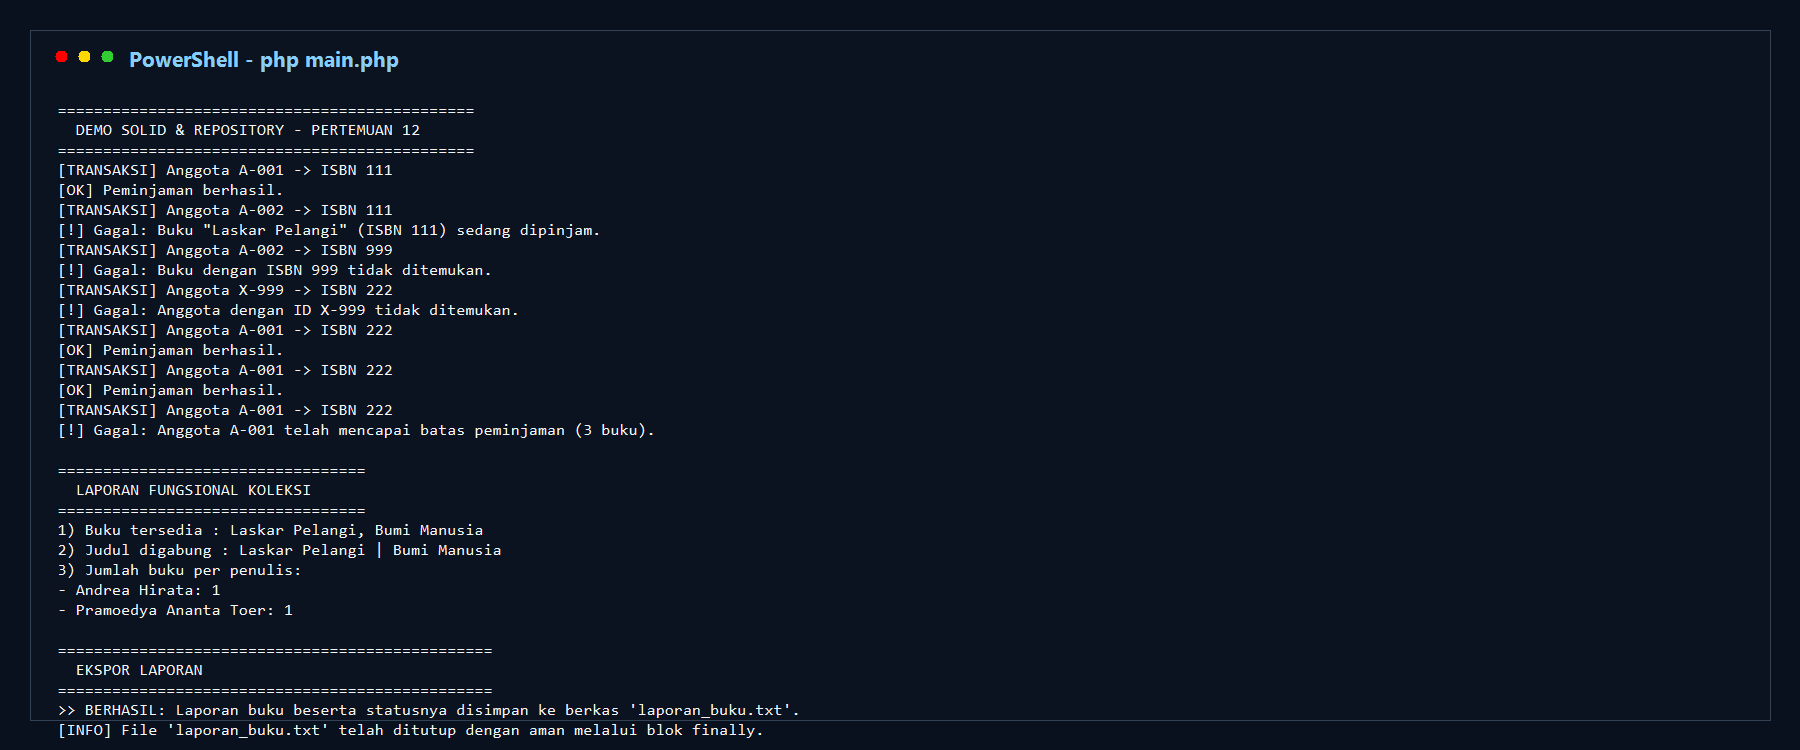 PowerShell - php main.php
==============================================
DEMO SOLID & REPOSITORY - PERTEMUAN 12
==============================================
[TRANSAKSI] Anggota A-001 -> ISBN 111
[OK] Peminjaman berhasil.
[TRANSAKSI] Anggota A-002 -> ISBN 111
[!] Gagal: Buku "Laskar Pelangi" (ISBN 111) sedang dipinjam.
[TRANSAKSI] Anggota A-002 -> ISBN 999
[!] Gagal: Buku dengan ISBN 999 tidak ditemukan.
[TRANSAKSI] Anggota X-999 -> ISBN 222
[!] Gagal: Anggota dengan ID X-999 tidak ditemukan.
[TRANSAKSI] Anggota A-001 -> ISBN 222
[OK] Peminjaman berhasil.
[TRANSAKSI] Anggota A-001 -> ISBN 222
[OK] Peminjaman berhasil.
[TRANSAKSI] Anggota A-001 -> ISBN 222
[!] Gagal: Anggota A-001 telah mencapai batas peminjaman (3 buku).
==================================
LAPORAN FUNGSIONAL KOLEKSI
==================================
1) Buku tersedia : Laskar Pelangi, Bumi Manusia
2) Judul digabung : Laskar Pelangi | Bumi Manusia
3) Jumlah buku per penulis:
- Andrea Hirata: 1
- Pramoedya Ananta Toer: 1
================================================
EKSPOR LAPORAN
================================================
>> BERHASIL: Laporan buku beserta statusnya disimpan ke berkas 'laporan_buku.txt'.
[INFO] File 'laporan_buku.txt' telah ditutup dengan aman melalui blok finally.